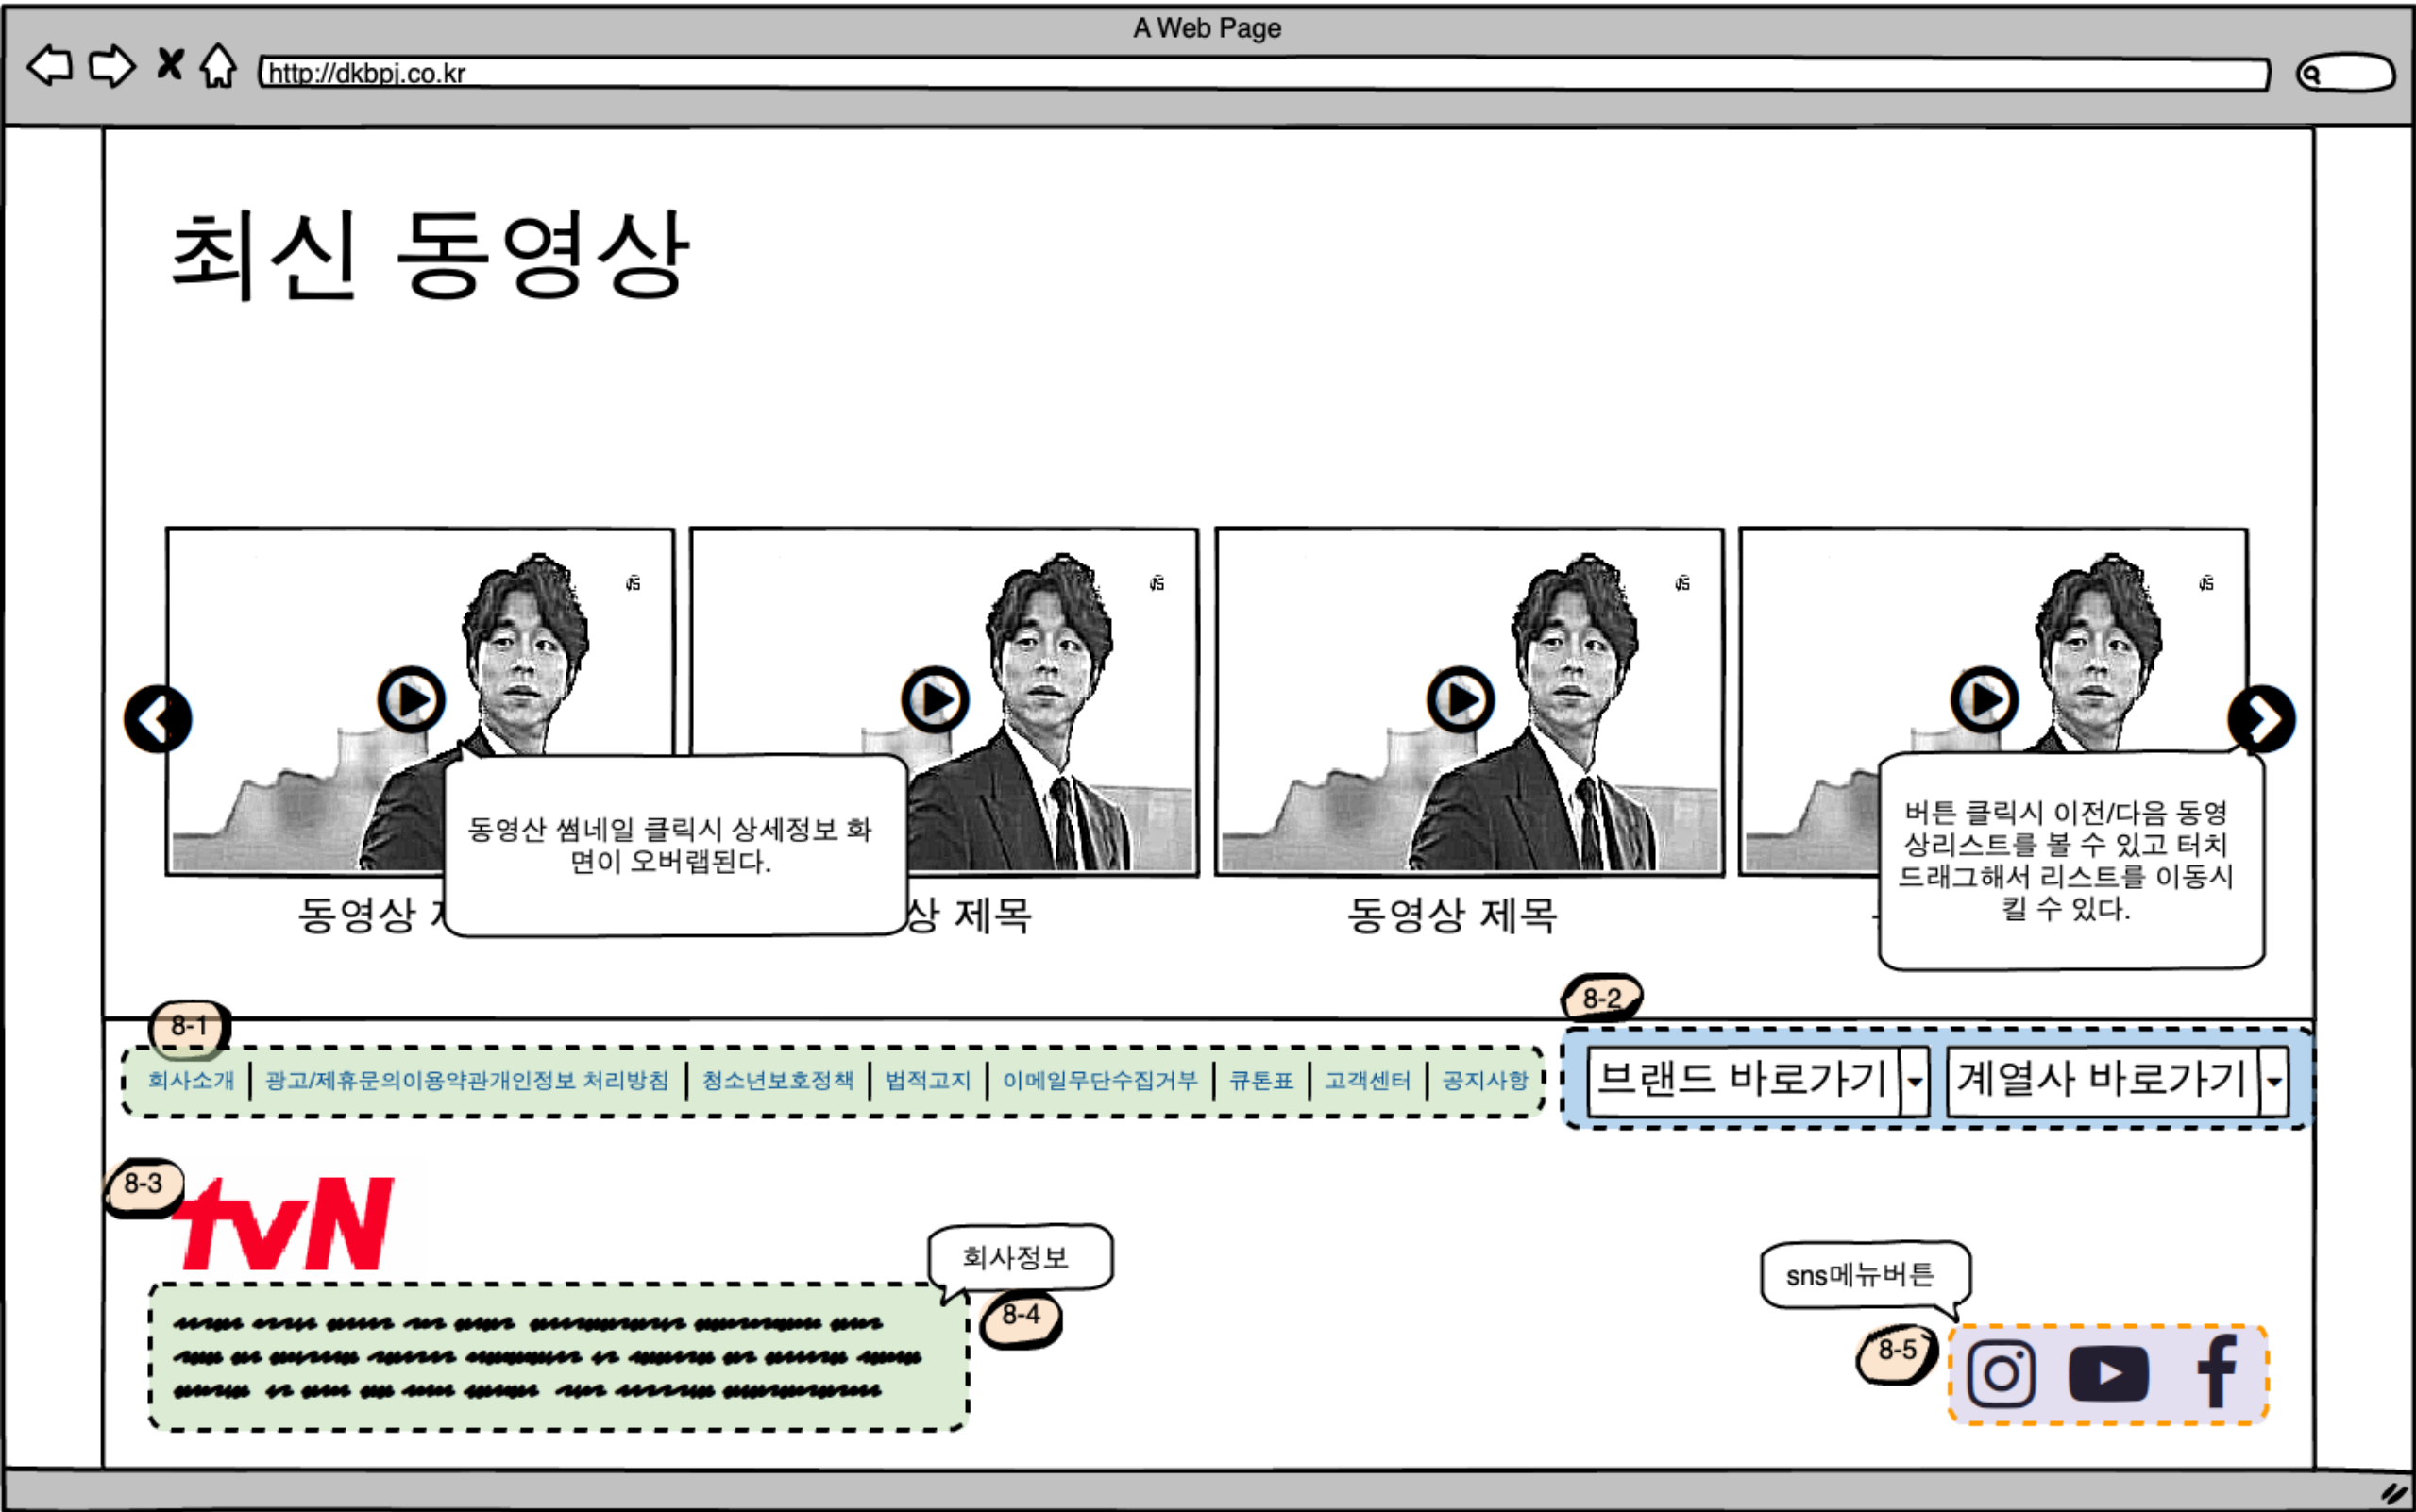 A Web Page
http://dkbpj.co.kr
최신 동영상
동영산 썸네일 클릭시 상세정보 화
면이 오버랩된다.
버튼 클릭시 이전/다음 동영
상리스트를 볼 수 있고 터치
드래그해서 리스트를 이동시
킬 수 있다.
동영상
상 제목
동영상 제목
8-1
8-2
회사소개 광고/제휴문의이용약관개인정보 처리방침 청소년보호정책 법적고지 이메일무단수집거부 큐톤표 고객센터 공지사항
브랜드 바로가기 계열사 바로가기
8-3
tvN
회사정보
8-4
sns메뉴버튼
8-5